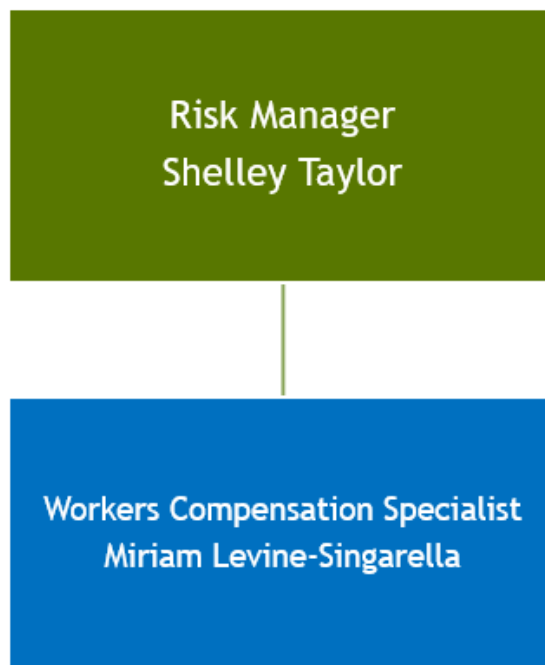 Risk Manager
Shelley Taylor
Workers Compensation Specialist
Miriam Levine-Singarella